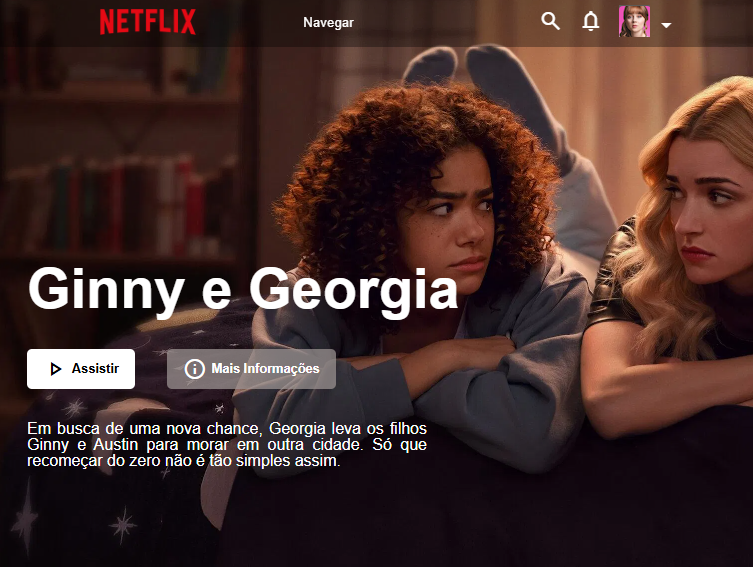 NETFLIX
Navegar
Ginny e Georgia
Assistir
Mais Informações
Em busca de uma nova chance, Georgia leva os filhos
Ginny e Austin para morar em outra cidade. Só que
recomeçar do zero não é tão simples assim.